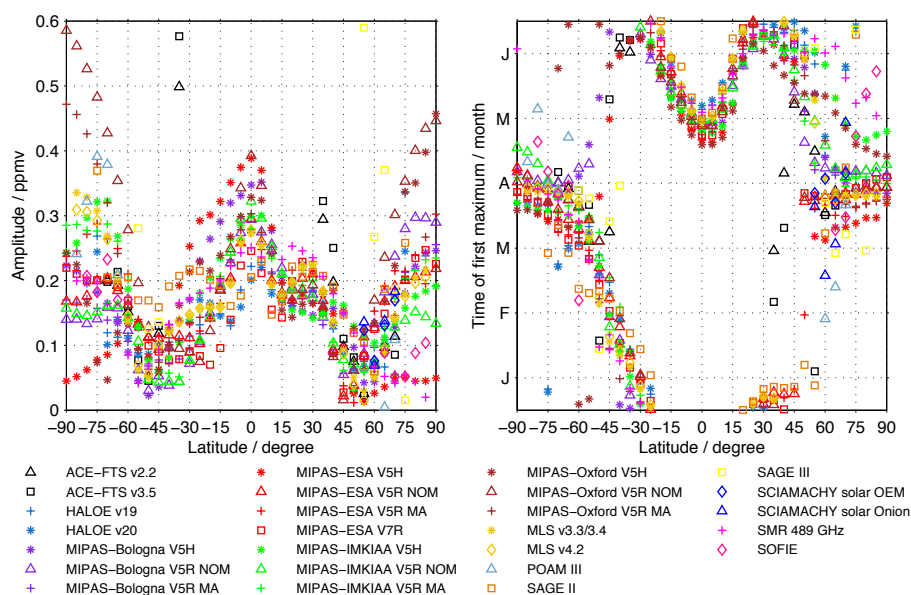 0.6
0.5
0.4
0.3
0.2
0.1
0
Amplitude / ppmv
−90 −75 −60 −45 −30 −15 0 15 30 45 60 75 90
Latitude / degree
J
M
A
M
F
J
Time of first maximum / month
−90 −75 −60 −45 −30 −15 0 15 30 45 60 75 90
Latitude / degree
ACE−FTS v2.2
ACE−FTS v3.5
HALOE v19
HALOE v20
MIPAS−Bologna V5H
MIPAS−Bologna V5R NOM
MIPAS−Bologna V5R MA
MIPAS−ESA V5H
MIPAS−ESA V5R NOM
MIPAS−ESA V5R MA
MIPAS−ESA V7R
MIPAS−IMKIAA V5H
MIPAS−IMKIAA V5R NOM
MIPAS−IMKIAA V5R MA
MIPAS−Oxford V5H
MIPAS−Oxford V5R NOM
MIPAS−Oxford V5R MA
MLS v3.3/3.4
MLS v4.2
POAM III
SAGE II
SAGE III
SCIAMACHY solar OEM
SCIAMACHY solar Onion
SMR 489 GHz
SOFIE